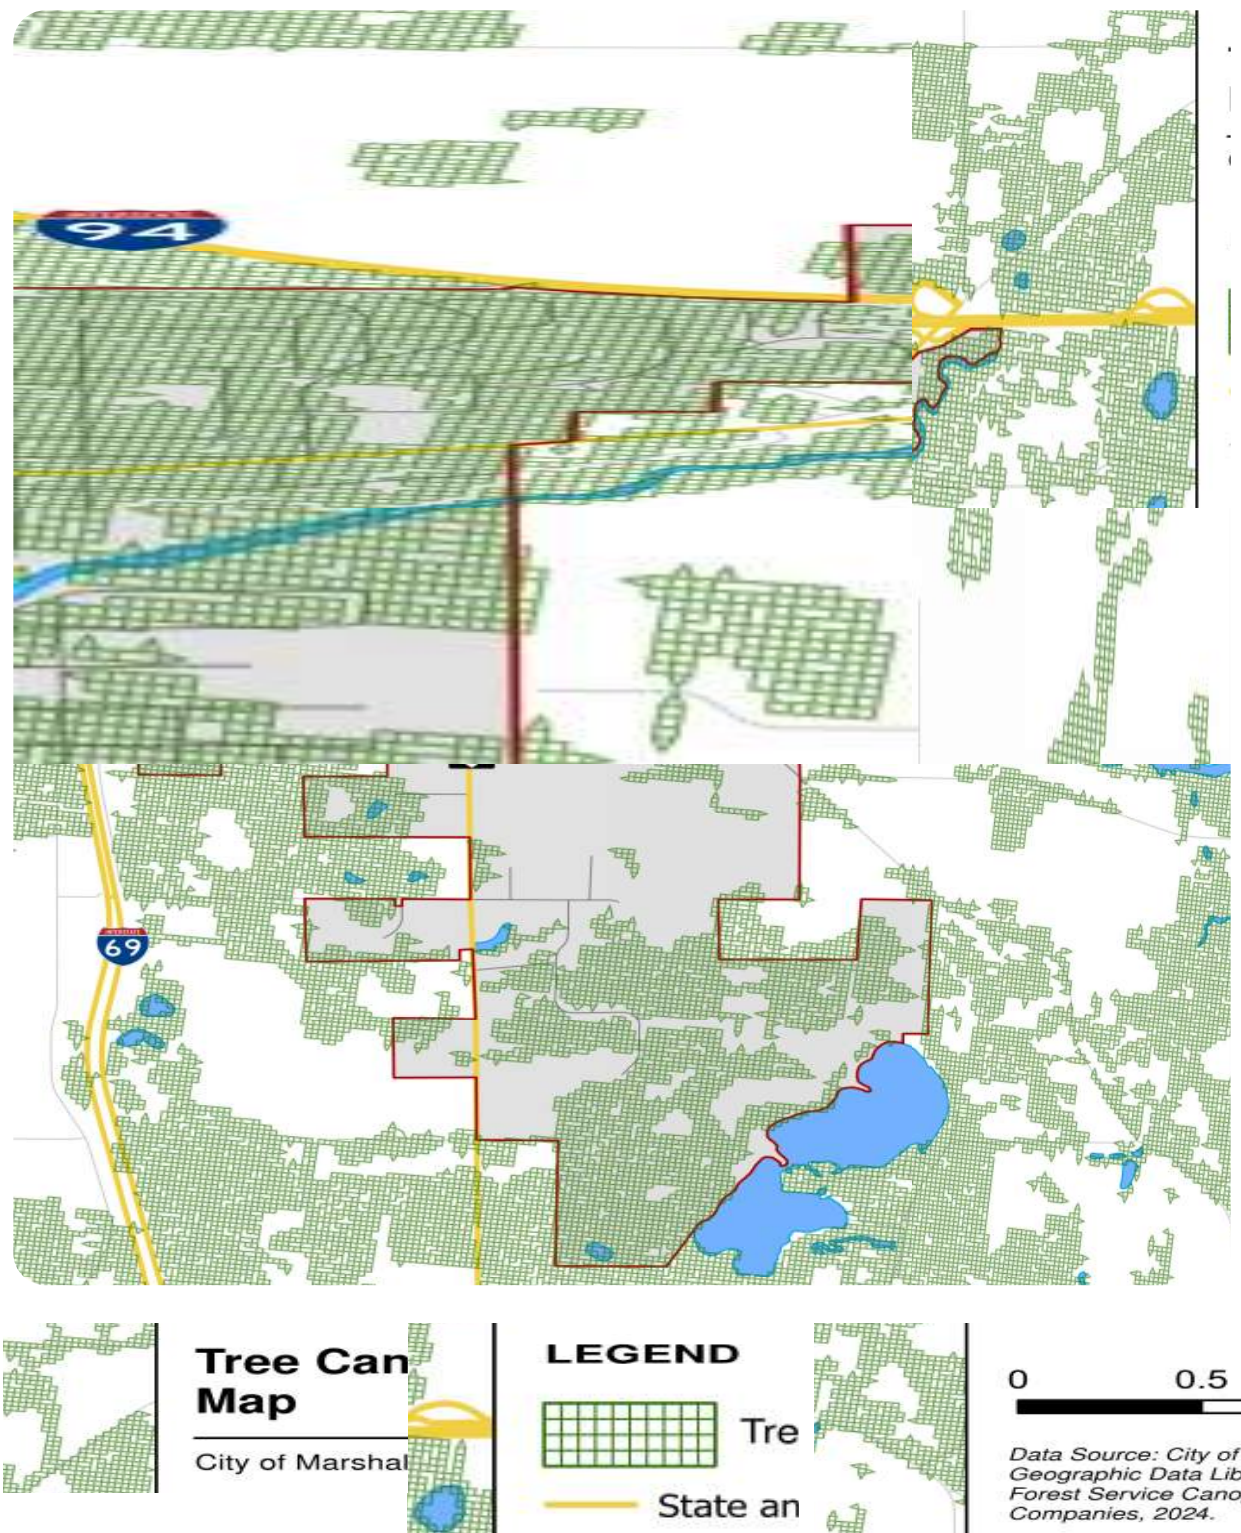 94
69
Tree Can
Map
City of Marshal
LEGEND
Tre
State an
0 0.5
Data Source: City of
Geographic Data Lib
Forest Service Cano
Companies, 2024.